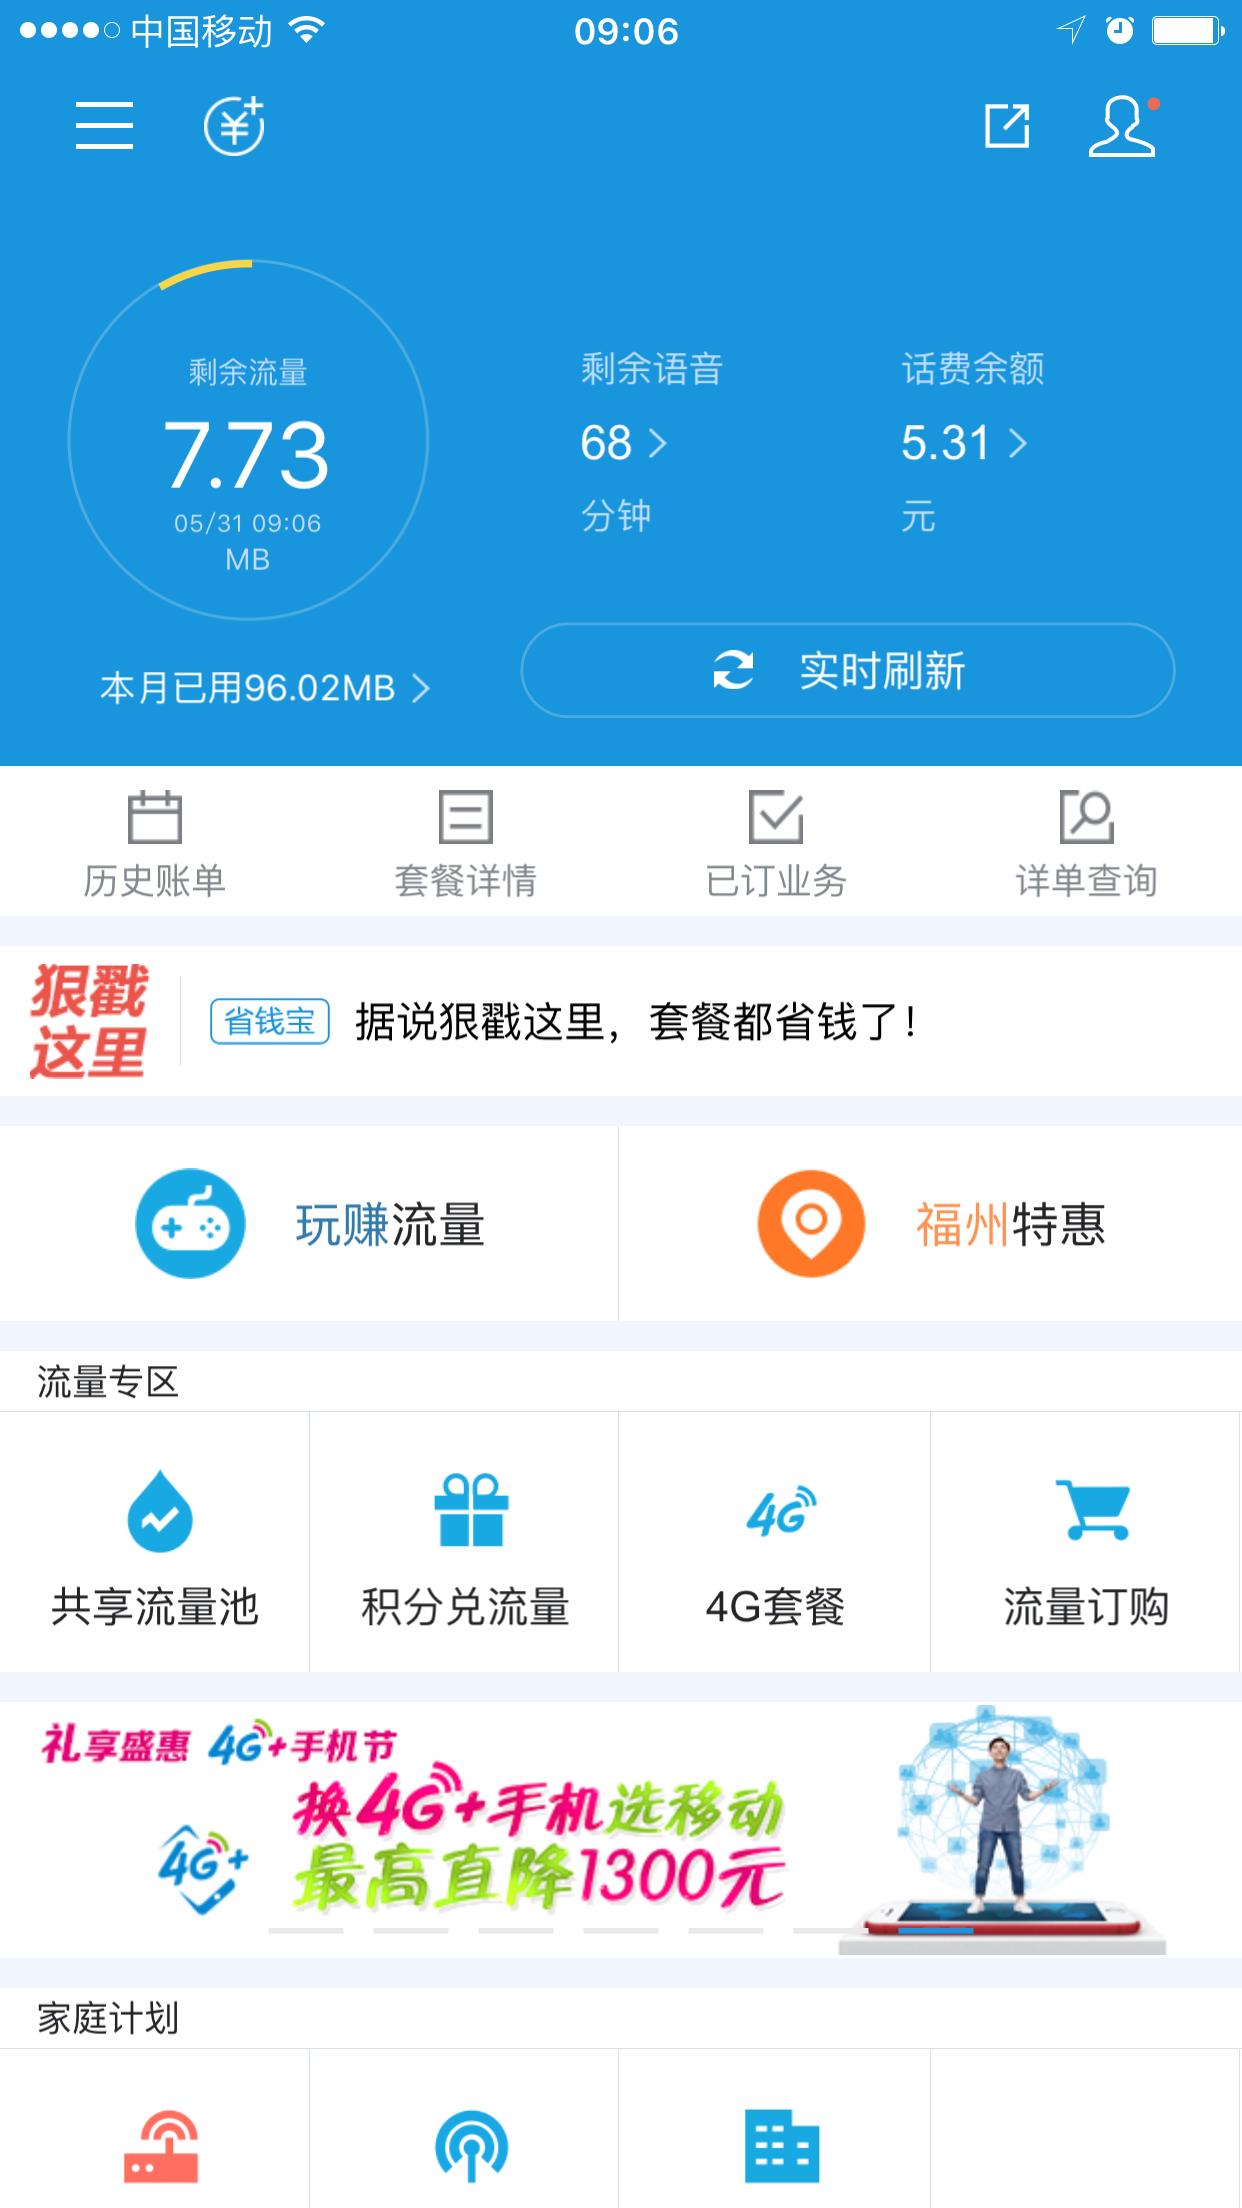 中国移动
09:06
剩余流量
7.73
05/31 09:06
MB
剩余语音
68
分钟
话费余额
5.31
元
本月已用96.02MB
实时刷新
历史账单
套餐详情
已订业务
详单查询
狠戳
这里
省钱宝
据说狠戳这里，套餐都省钱了！
玩赚流量
福州特惠
流量专区
4G
共享流量池
积分兑流量
4G套餐
流量订购
礼享盛惠 4G+手机节
换4G+手机选移动
4G+
最高直降1300元
家庭计划